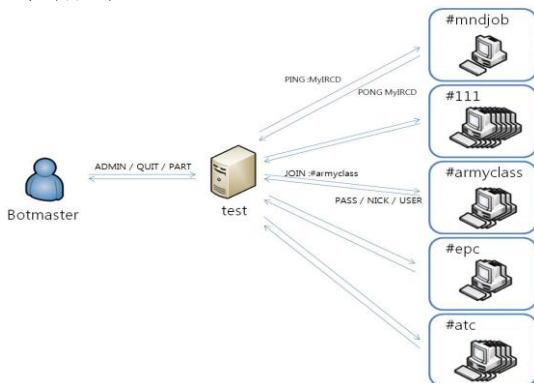 #mndjob
PING :MyIRCD
PONG MyIRCD
#111
ADMIN / QUIT / PART
JOIN :#armyclass
#armyclass
PASS / NICK / USER
Botmaster
test
#epc
#atc